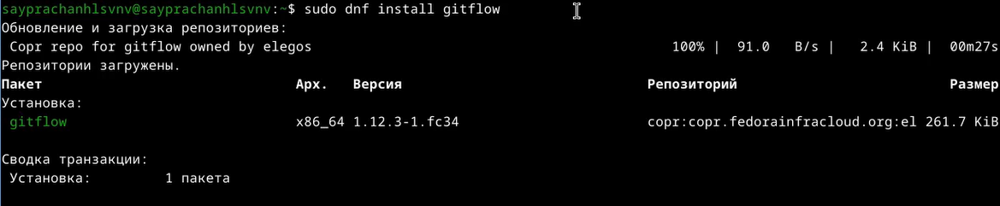 sayprachanhlsvnv@sayprachanhlsvnv:~$ sudo dnf install gitflow
Обновление и загрузка репозиториев:
Copr repo for gitflow owned by elegos 100% | 91.0 B/s | 2.4 KiB | 00m27s
Репозитории загружены.
Пакет Арх. Версия Репозиторий Размер
Установка:
gitflow x86_64 1.12.3-1.fc34 copr:copr.fedorainfracloud.org:el 261.7 KiB
Сводка транзакции:
Установка: 1 пакета